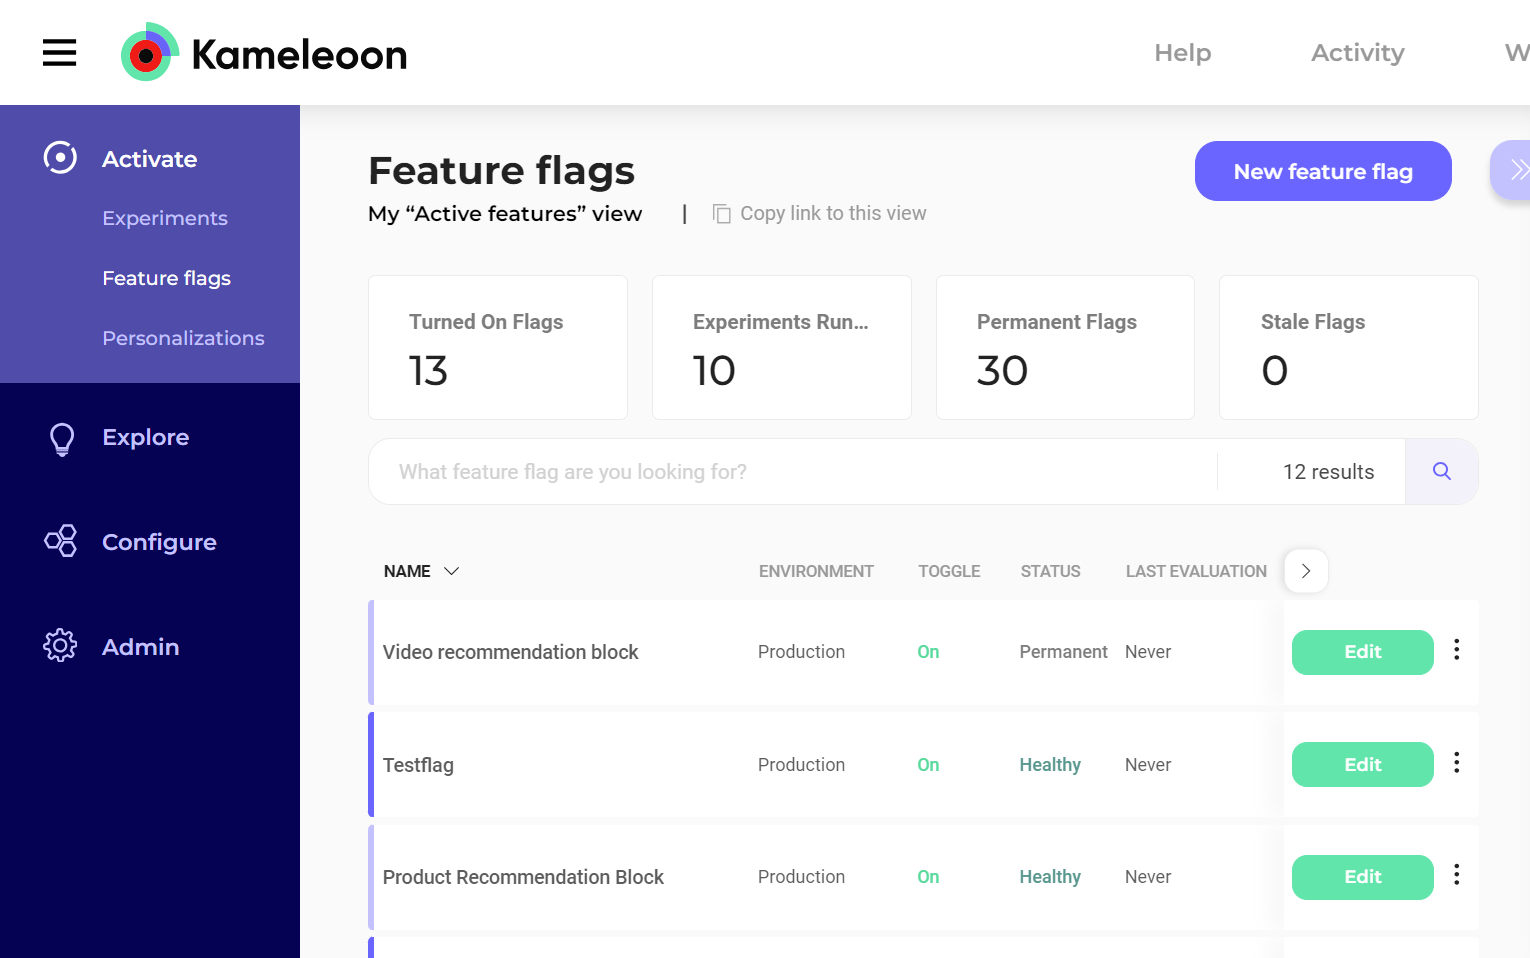 Kameleoon
Help
Activity
W
Activate
Experiments
Feature flags
Personalizations
Explore
Configure
Admin
Feature flags
New feature flag
My “Active features” view | Copy link to this view
Turned On Flags
13
Experiments Run...
10
Permanent Flags
30
Stale Flags
0
What feature flag are you looking for?
12 results
NAME ENVIRONMENT TOGGLE STATUS LAST EVALUATION
Video recommendation block Production On Permanent Never Edit
Testflag Production On Healthy Never Edit
Product Recommendation Block Production On Healthy Never Edit